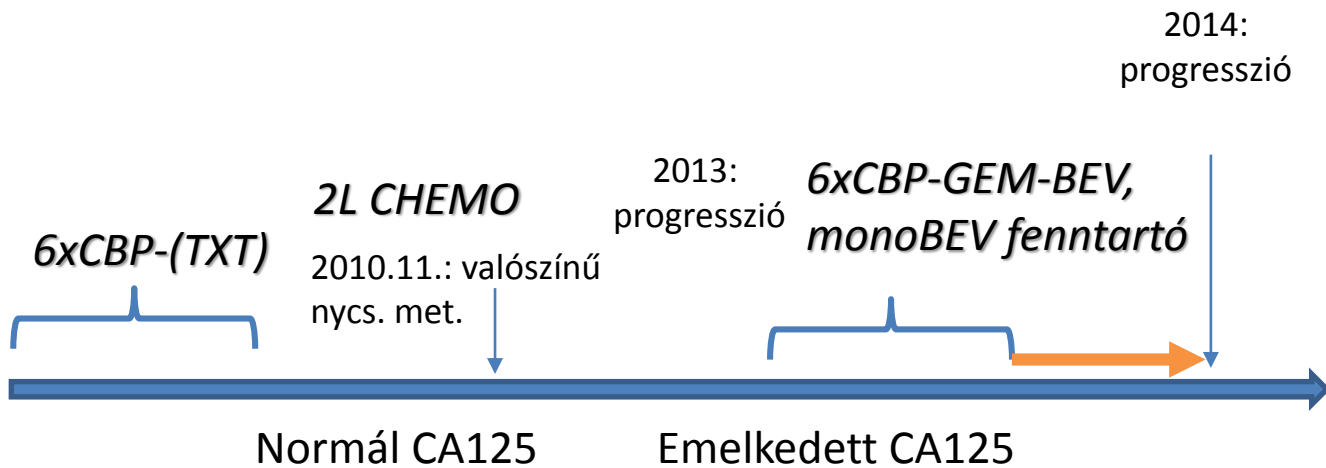 6xCBP-(TXT)
2L CHEMO
2010.11.: valószínű
nycs. met.
2013:
progresszió
6xCBP-GEM-BEV,
monoBEV fenntartó
2014:
progresszió
Normál CA125
Emelkedett CA125